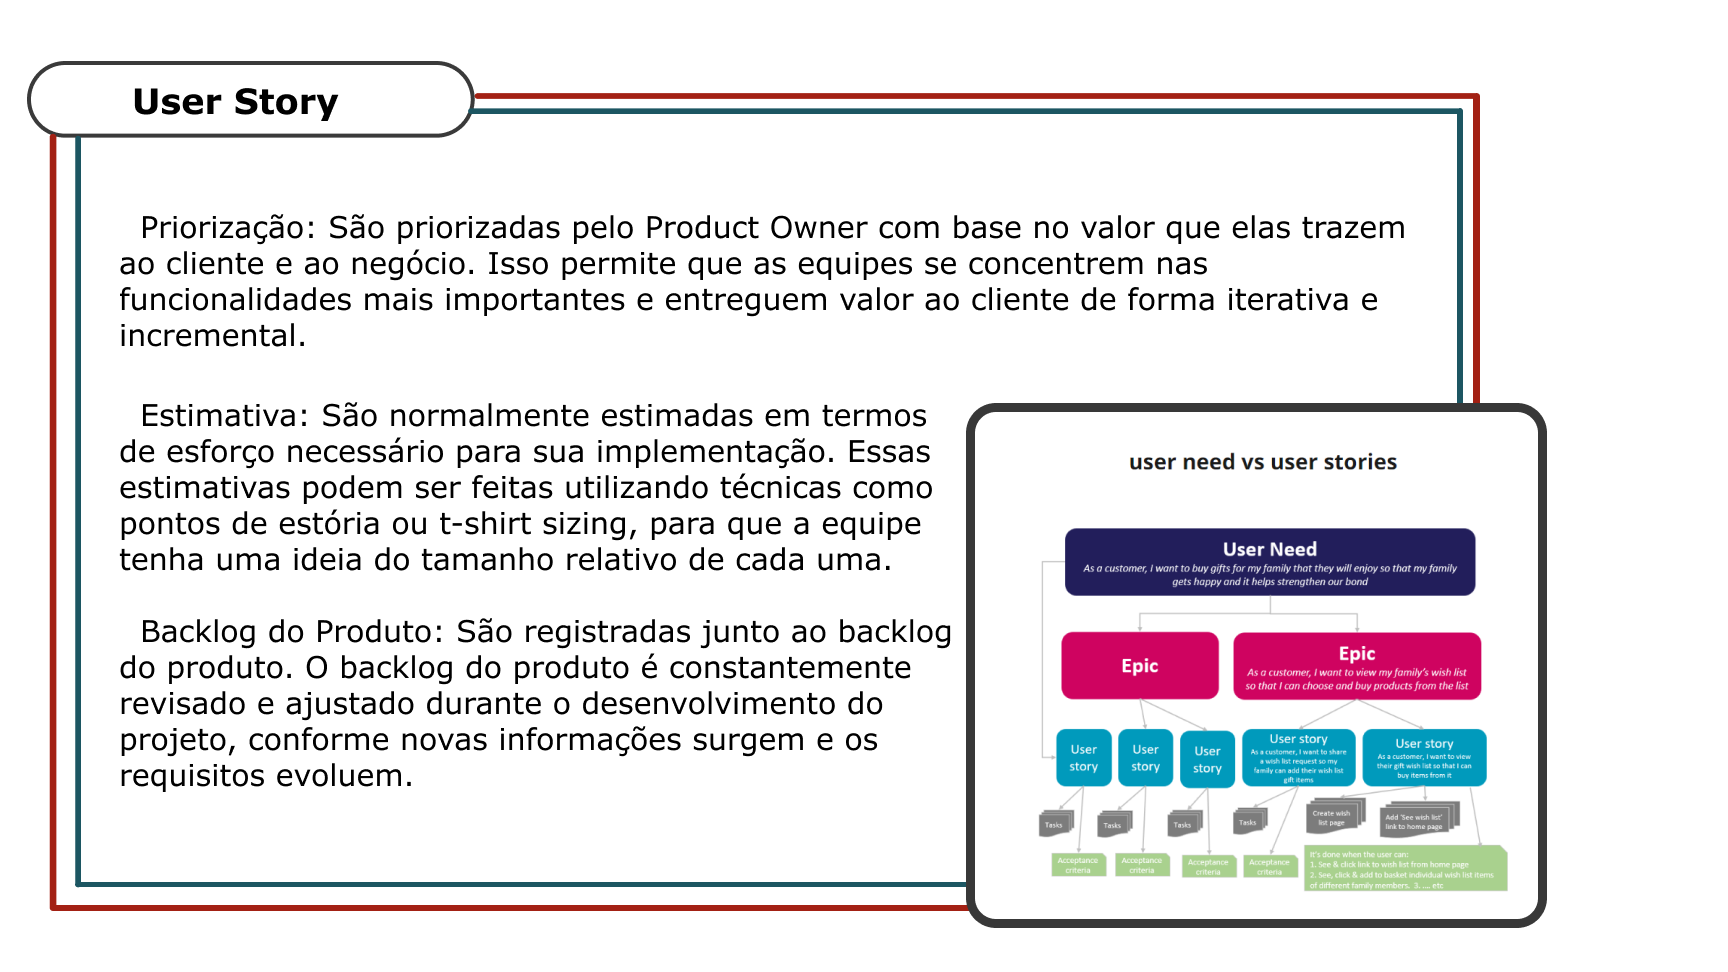 User Story
Priorização: São priorizadas pelo Product Owner com base no valor que elas trazem
ao cliente e ao negócio. Isso permite que as equipes se concentrem nas
funcionalidades mais importantes e entreguem valor ao cliente de forma iterativa e
incremental.
Estimativa: São normalmente estimadas em termos
de esforço necessário para sua implementação. Essas
estimativas podem ser feitas utilizando técnicas como
pontos de estória ou t-shirt sizing, para que a equipe
tenha uma ideia do tamanho relativo de cada uma.
Backlog do Produto: São registradas junto ao backlog
do produto. O backlog do produto é constantemente
revisado e ajustado durante o desenvolvimento do
projeto, conforme novas informações surgem e os
requisitos evoluem.
user need vs user stories
User Need
As a customer, I want to buy gifts for my family that they will enjoy so that my family
gets happy and it helps strengthen our bond
Epic
Epic
As a customer, I want to view my family's wish list
so that I can choose and buy products from the list
User
story
User
story
User
story
User story
As a customer, I want to share
a wish list request so my
family can add their wish list
gift items
User story
As a customer, I want to view
their gift wish list so that I can
buy items from it
Tasks
Tasks
Tasks
Tasks
Create wish
list page
Add 'See wish list'
link to home page
Acceptance
criteria
Acceptance
criteria
Acceptance
criteria
Acceptance
criteria
It's done when the user can:
1. See & click link to wish list from home page
2. See, click & add to basket individual wish list items
of different family members. 3. ... etc